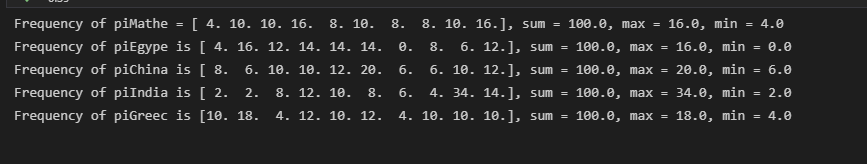 Frequency of piMathe = [ 4. 10. 10. 16.  8. 10.  8.  8. 10. 16.], sum = 100.0, max = 16.0, min = 4.0
Frequency of piEgype is [ 4. 16. 12. 14. 14. 14.  0.  8.  6. 12.], sum = 100.0, max = 16.0, min = 0.0
Frequency of piChina is [ 8.  6. 10. 10. 12. 20.  6.  6. 10. 12.], sum = 100.0, max = 20.0, min = 6.0
Frequency of piIndia is [ 2.  2.  8. 12. 10.  8.  6.  4. 34. 14.], sum = 100.0, max = 34.0, min = 2.0
Frequency of piGreec is [10. 18.  4. 12. 10. 12.  4. 10. 10. 10.], sum = 100.0, max = 18.0, min = 4.0